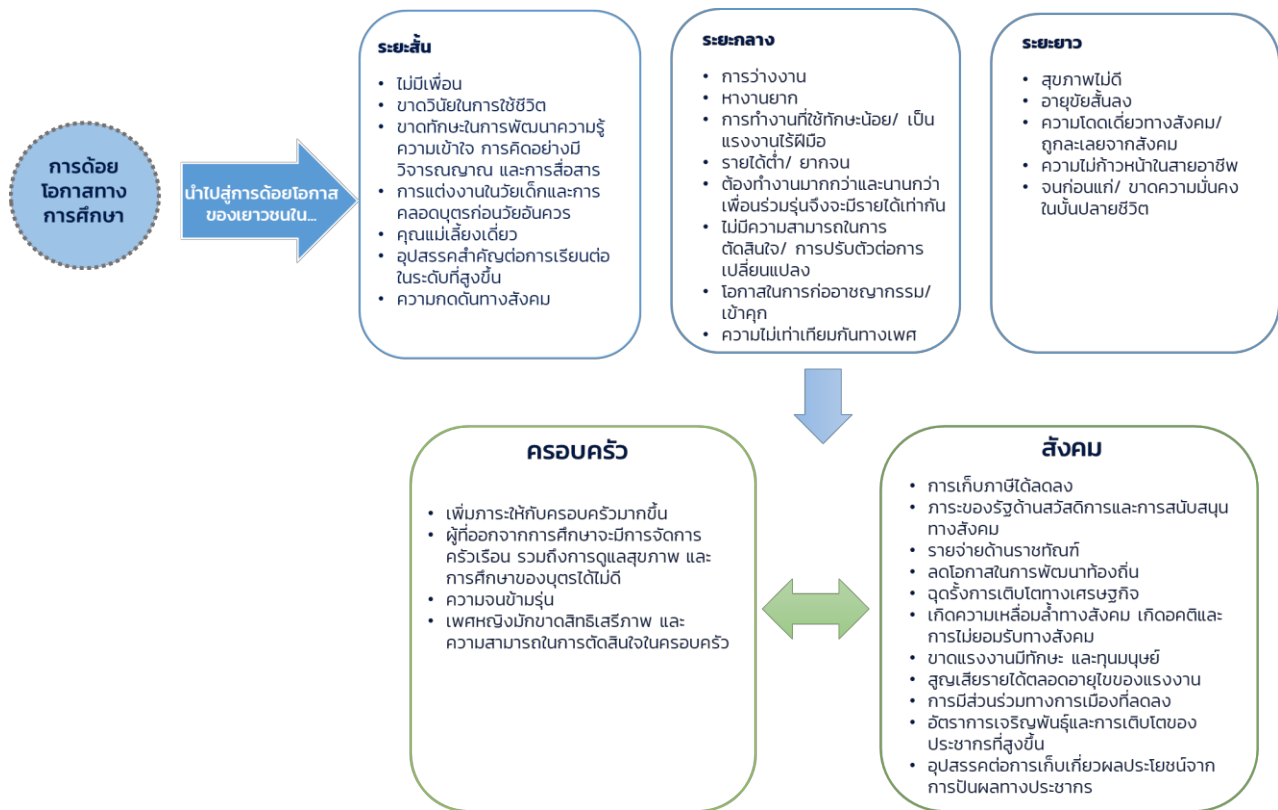 การด้อย
โอกาสทาง
การศึกษา
นำไปสู่การด้อยโอกาส
ของเยาวชนใน...
ระยะสั้น
• ไม่มีเพื่อน
• ขาดวินัยในการใช้ชีวิต
• ขาดทักษะในการพัฒนาความรู้
ความเข้าใจ การคิดอย่างมี
วิจารณญาณ และการสื่อสาร
• การแต่งงานในวัยเด็กและการ
คลอดบุตรก่อนวัยอันควร
• คุณแม่เลี้ยงเดี่ยว
• อุปสรรคสำคัญต่อการเรียนต่อ
ในระดับที่สูงขึ้น
• ความกดดันทางสังคม
ระยะกลาง
• การว่างงาน
• หางานยาก
• การทำงานที่ใช้ทักษะน้อย/ เป็น
แรงงานไร้ฝีมือ
• รายได้ต่ำ/ ยากจน
• ต้องทำงานมากกว่าและนานกว่า
เพื่อนร่วมรุ่นจึงจะมีรายได้เท่ากัน
• ไม่มีความสามารถในการ
ตัดสินใจ/ การปรับตัวต่อการ
เปลี่ยนแปลง
• โอกาสในการก่ออาชญากรรม/
เข้าคุก
• ความไม่เท่าเทียมกันทางเพศ
ระยะยาว
• สุขภาพไม่ดี
• อายุขัยสั้นลง
• ความโดดเดี่ยวทางสังคม/
ถูกละเลยจากสังคม
• ความไม่ก้าวหน้าในสายอาชีพ
• จนก่อนแก่/ ขาดความมั่นคง
ในบั้นปลายชีวิต
ครอบครัว
• เพิ่มภาระให้กับครอบครัวมากขึ้น
• ผู้ที่ออกจากการศึกษาจะมีการจัดการ
ครัวเรือน รวมถึงการดูแลสุขภาพ และ
การศึกษาของบุตรได้ไม่ดี
• ความจนข้ามรุ่น
• เพศหญิงมักขาดสิทธิเสรีภาพ และ
ความสามารถในการตัดสินใจในครอบครัว
สังคม
• การเก็บภาษีได้ลดลง
• ภาระของรัฐด้านสวัสดิการและการสนับสนุน
ทางสังคม
• รายจ่ายด้านราชทัณฑ์
• ลดโอกาสในการพัฒนาท้องถิ่น
• ฉุดรั้งการเติบโตทางเศรษฐกิจ
• เกิดความเหลื่อมล้ำทางสังคม เกิดอคติและ
การไม่ยอมรับทางสังคม
• ขาดแรงงานมีทักษะ และทุนมนุษย์
• สูญเสียรายได้ตลอดอายุไขของแรงงาน
• การมีส่วนร่วมทางการเมืองที่ลดลง
• อัตราการเจริญพันธุ์และการเติบโตของ
ประชากรที่สูงขึ้น
• อุปสรรคต่อการเก็บเกี่ยวผลประโยชน์จาก
การปันผลทางประชากร